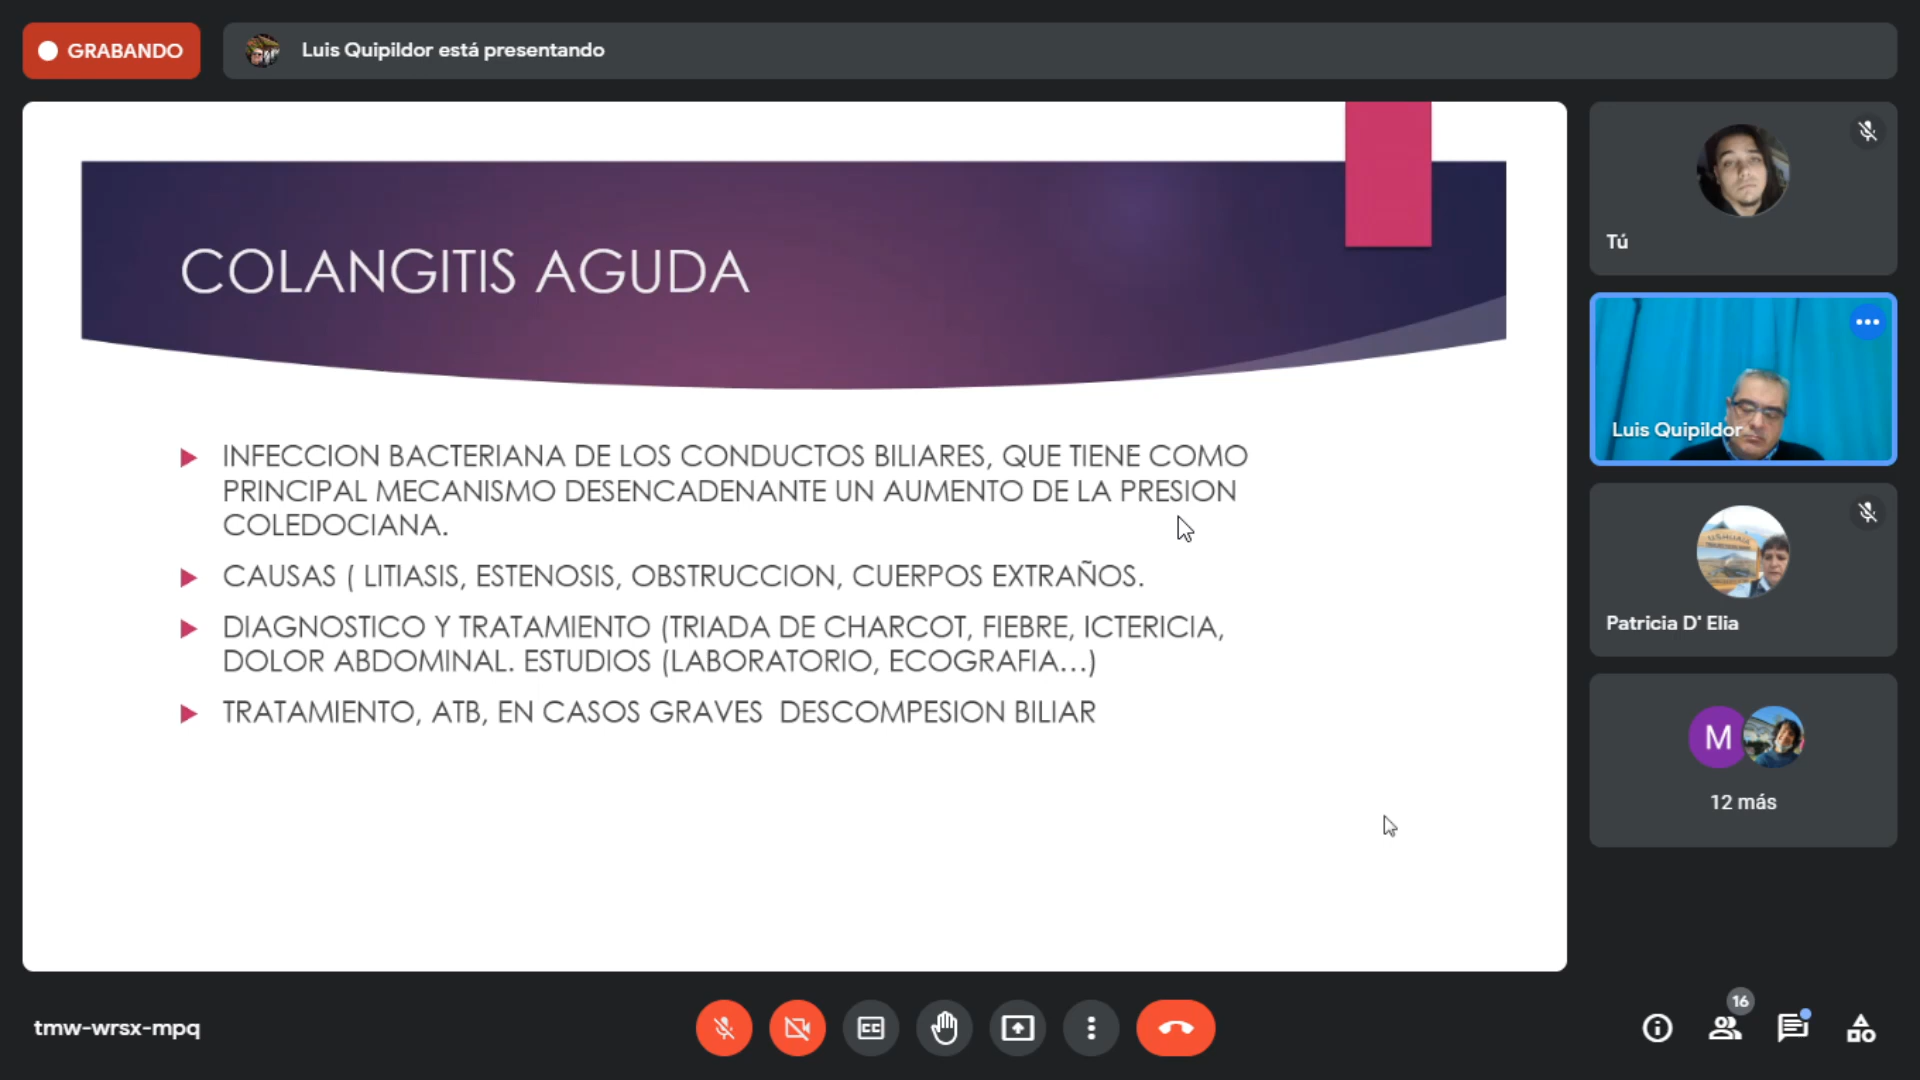 GRABANDO
Luis Quipildor está presentando
COLANGITIS AGUDA
INFECCION BACTERIANA DE LOS CONDUCTOS BILIARES, QUE TIENE COMO
PRINCIPAL MECANISMO DESENCADENANTE UN AUMENTO DE LA PRESION
COLEDOCIANA.
CAUSAS ( LITIASIS, ESTENOSIS, OBSTRUCCION, CUERPOS EXTRAÑOS.
DIAGNOSTICO Y TRATAMIENTO (TRIADA DE CHARCOT, FIEBRE, ICTERICIA,
DOLOR ABDOMINAL. ESTUDIOS (LABORATORIO, ECOGRAFIA...)
TRATAMIENTO, ATB, EN CASOS GRAVES  DESCOMPESION BILIAR
Tú
Luis Quipildor
USHUAIA
Patricia D' Elia
M
12 más
tmw-wrsx-mpq
CC
16